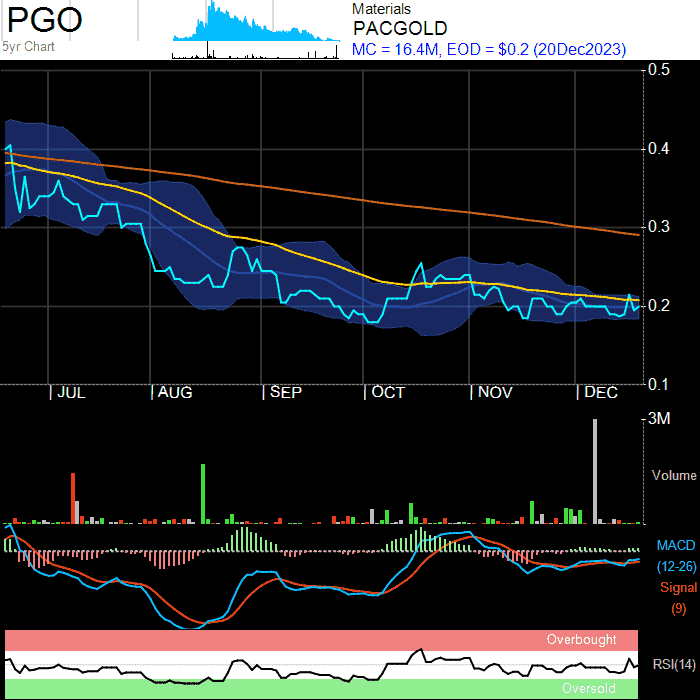 PGO
5yr Chart
Materials
PACGOLD
MC = 16.4M, EOD = $0.2 (20Dec2023)
0.5
0.4
0.3
0.2
0.1
JUL
AUG
SEP
OCT
NOV
DEC
3M
Volume
MACD
(12-26)
Signal
(9)
Overbought
RSI(14)
Oversold